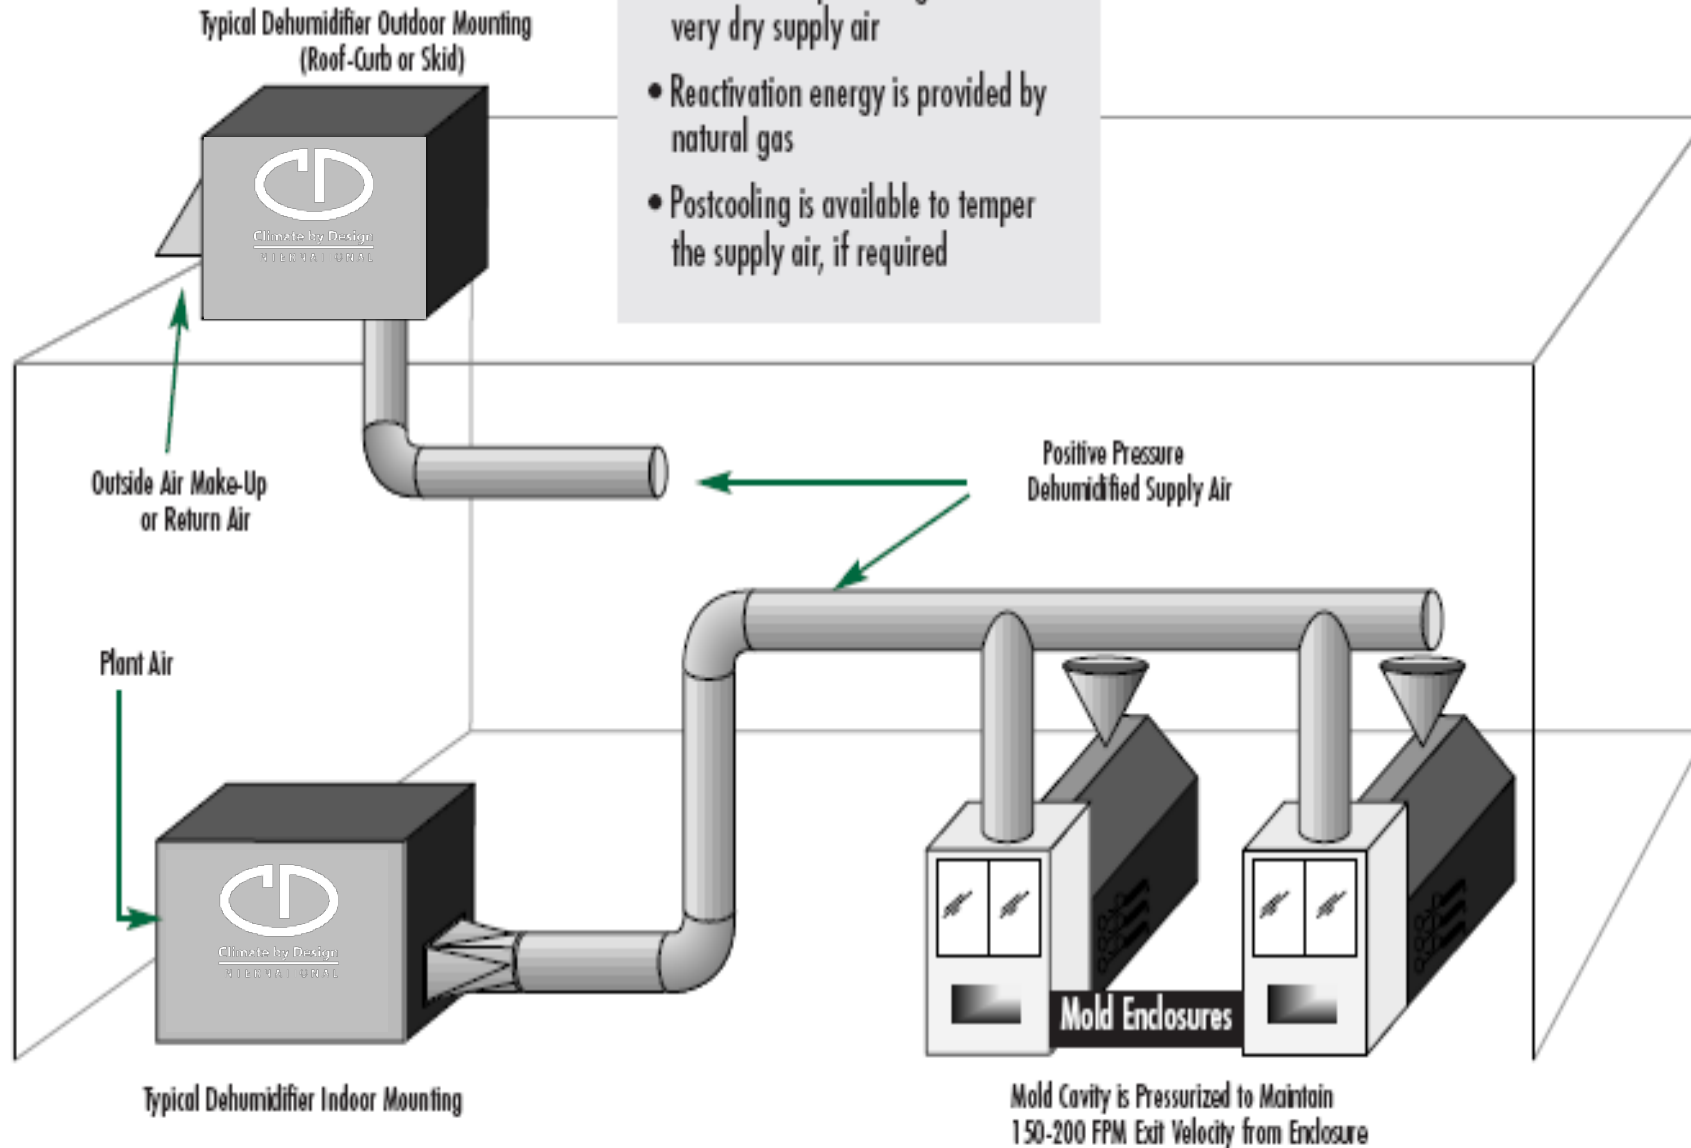 Typical Dehumidifier Outdoor Mounting
(Roof-Curb or Skid)
very dry supply air
• Reactivation energy is provided by
natural gas
• Postcooling is available to temper
the supply air, if required
Climate by Design
INTERNATIONAL
Outside Air Make-Up
or Return Air
Positive Pressure
Dehumidified Supply Air
Plant Air
Climate by Design
INTERNATIONAL
Mold Enclosures
Typical Dehumidifier Indoor Mounting
Mold Cavity is Pressurized to Maintain
150-200 FPM Exit Velocity from Enclosure